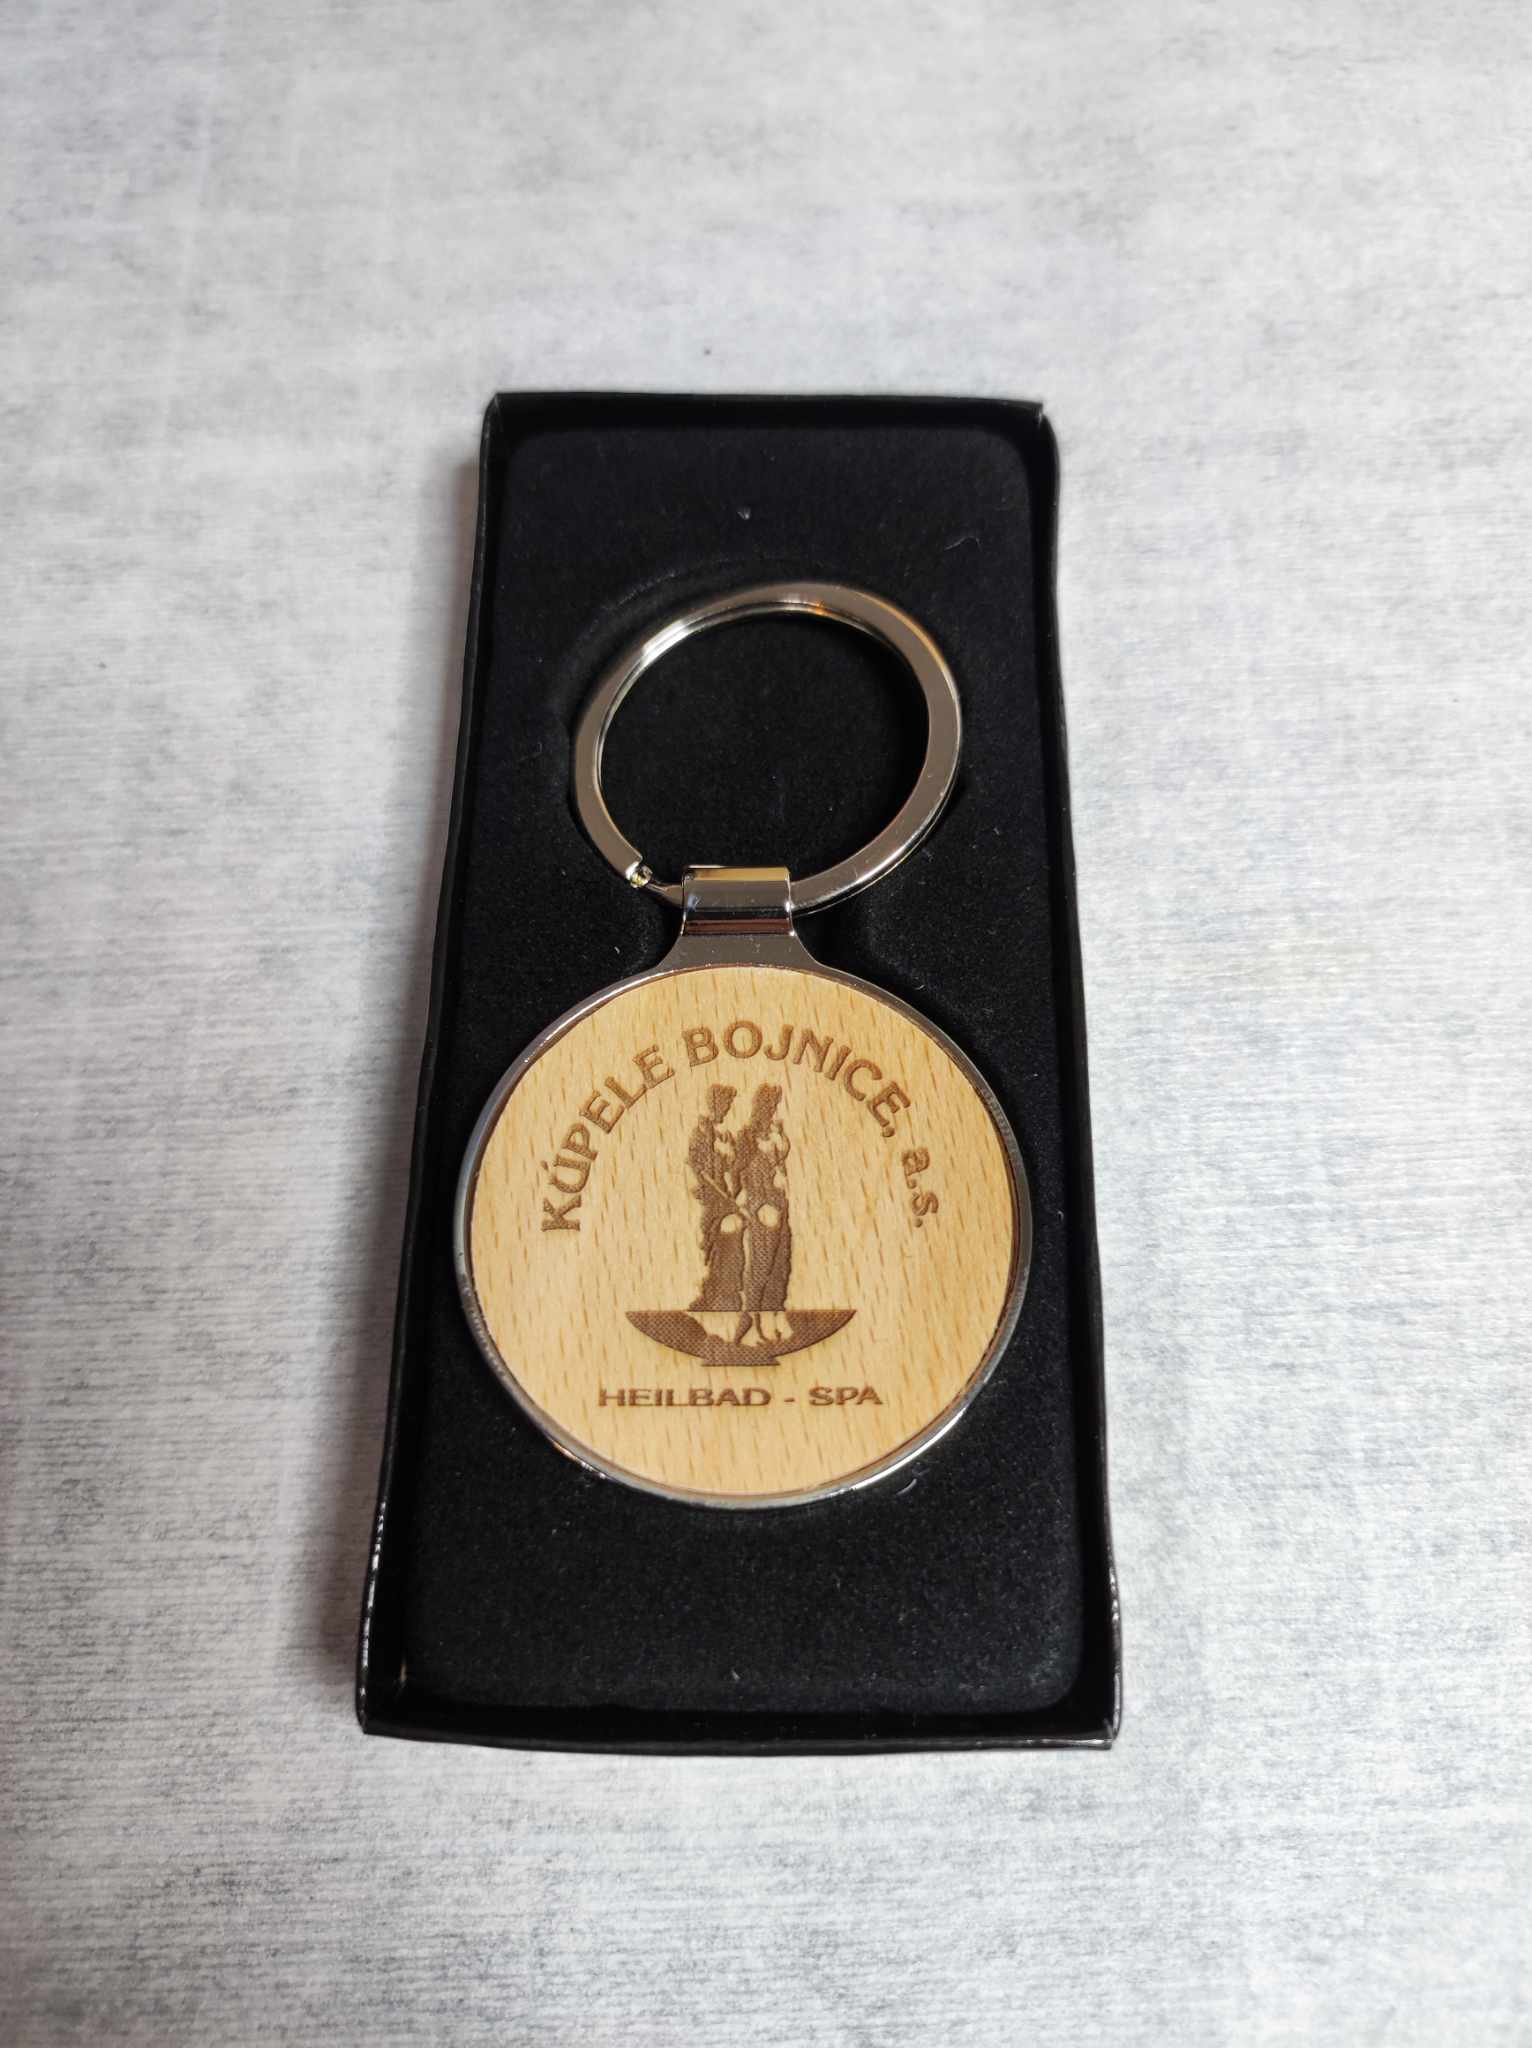 KÚPELE BOJNICE, a.s.
HEILBAD - SPA